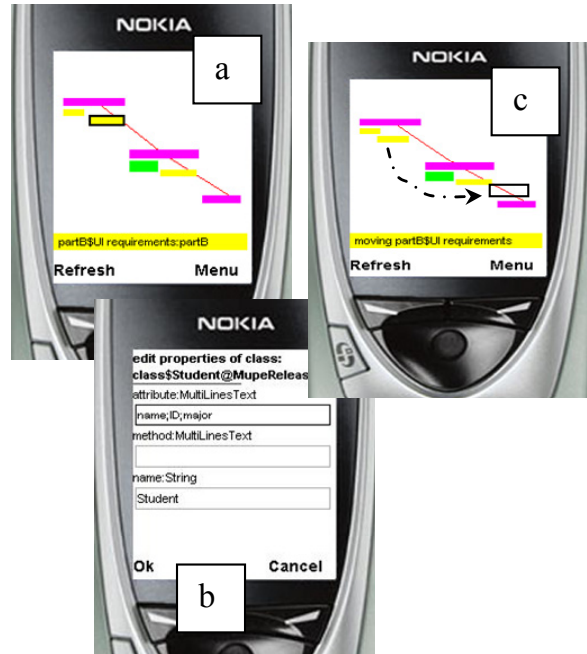 NOKIA
a
partB$UI requirements:partB
Refresh Menu
NOKIA
c
moving partB$UI requirements
Refresh Menu
NOKIA
edit properties of class:
class$Student@MupeReleas
attribute:MultiLinesText
name;ID;major
method:MultiLinesText
name:String
Student
Ok Cancel
b